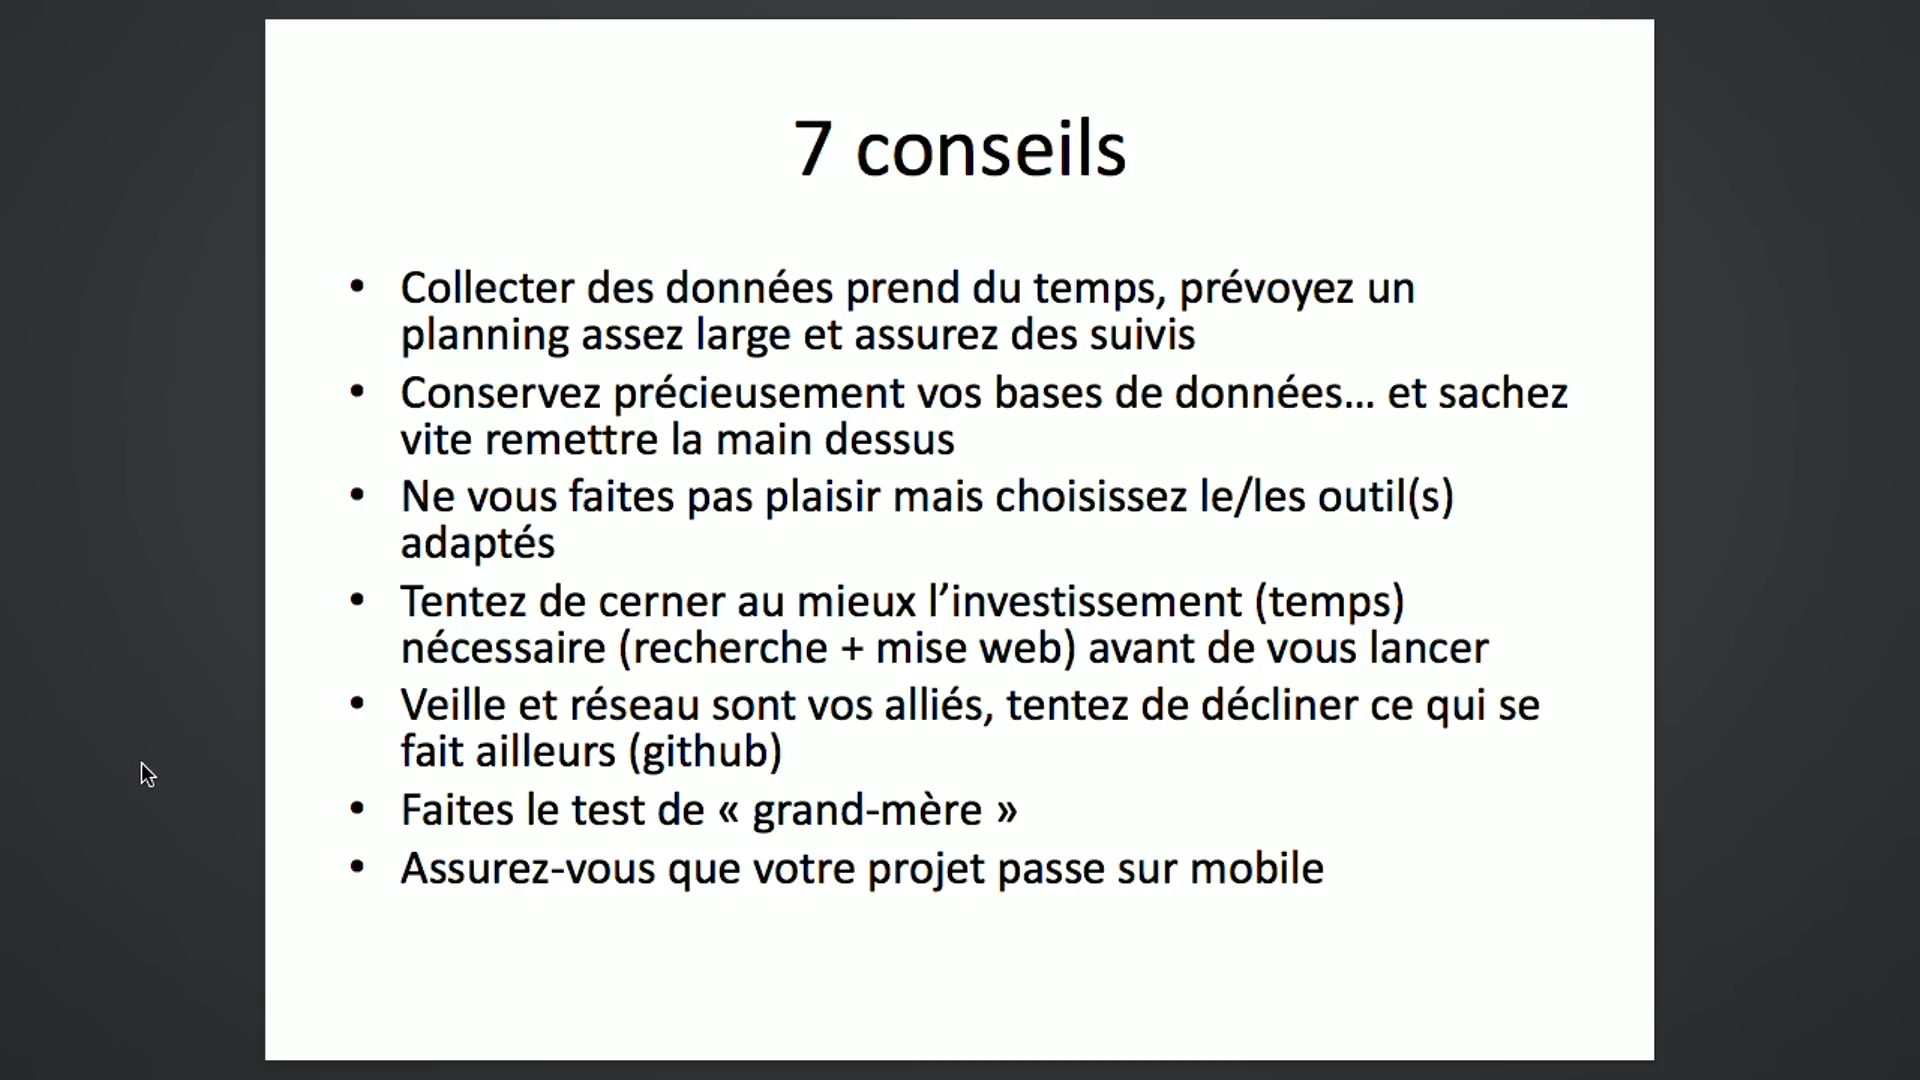 7 conseils
• Collecter des données prend du temps, prévoyez un
planning assez large et assurez des suivis
• Conservez précieusement vos bases de données... et sachez
vite remettre la main dessus
• Ne vous faites pas plaisir mais choisissez le/les outil(s)
adaptés
• Tentez de cerner au mieux l’investissement (temps)
nécessaire (recherche + mise web) avant de vous lancer
• Veille et réseau sont vos alliés, tentez de décliner ce qui se
fait ailleurs (github)
• Faites le test de « grand-mère »
• Assurez-vous que votre projet passe sur mobile